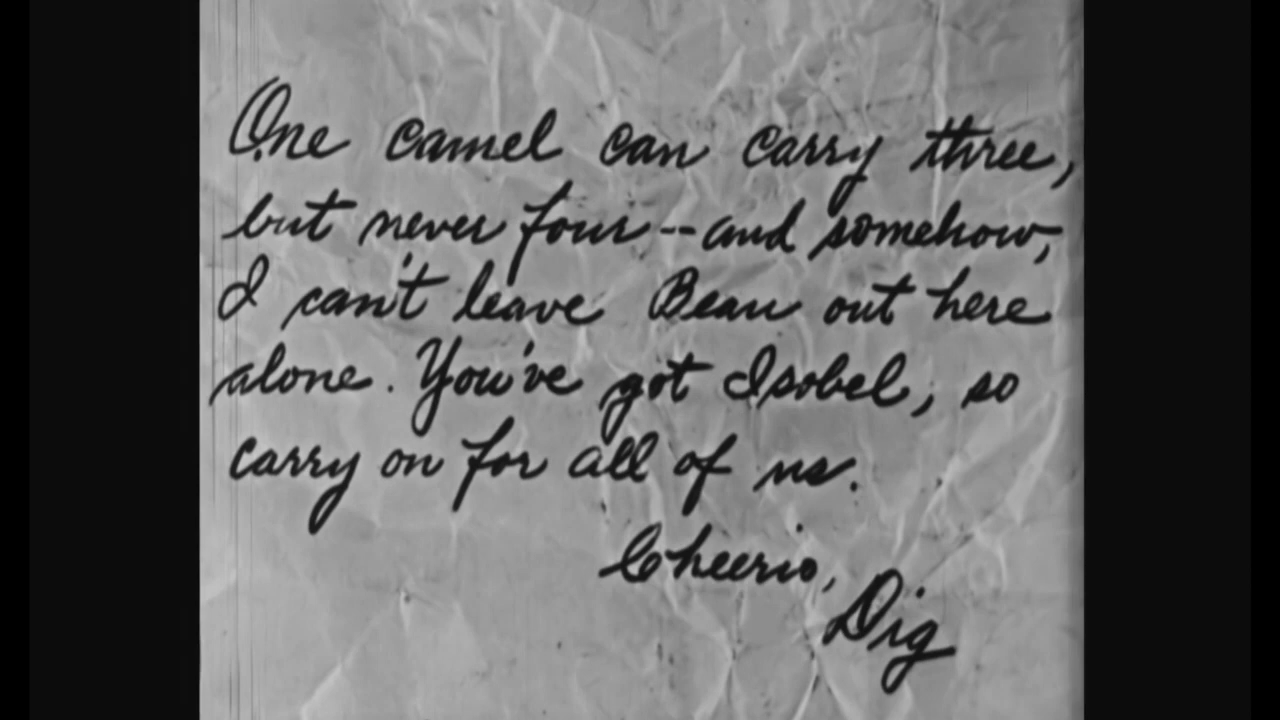 One camel can carry three,
but never four--and somehow,
I can't leave Beau out here
alone. You've got Isobel, so
carry on for all of us.
Cheerio,
Dig